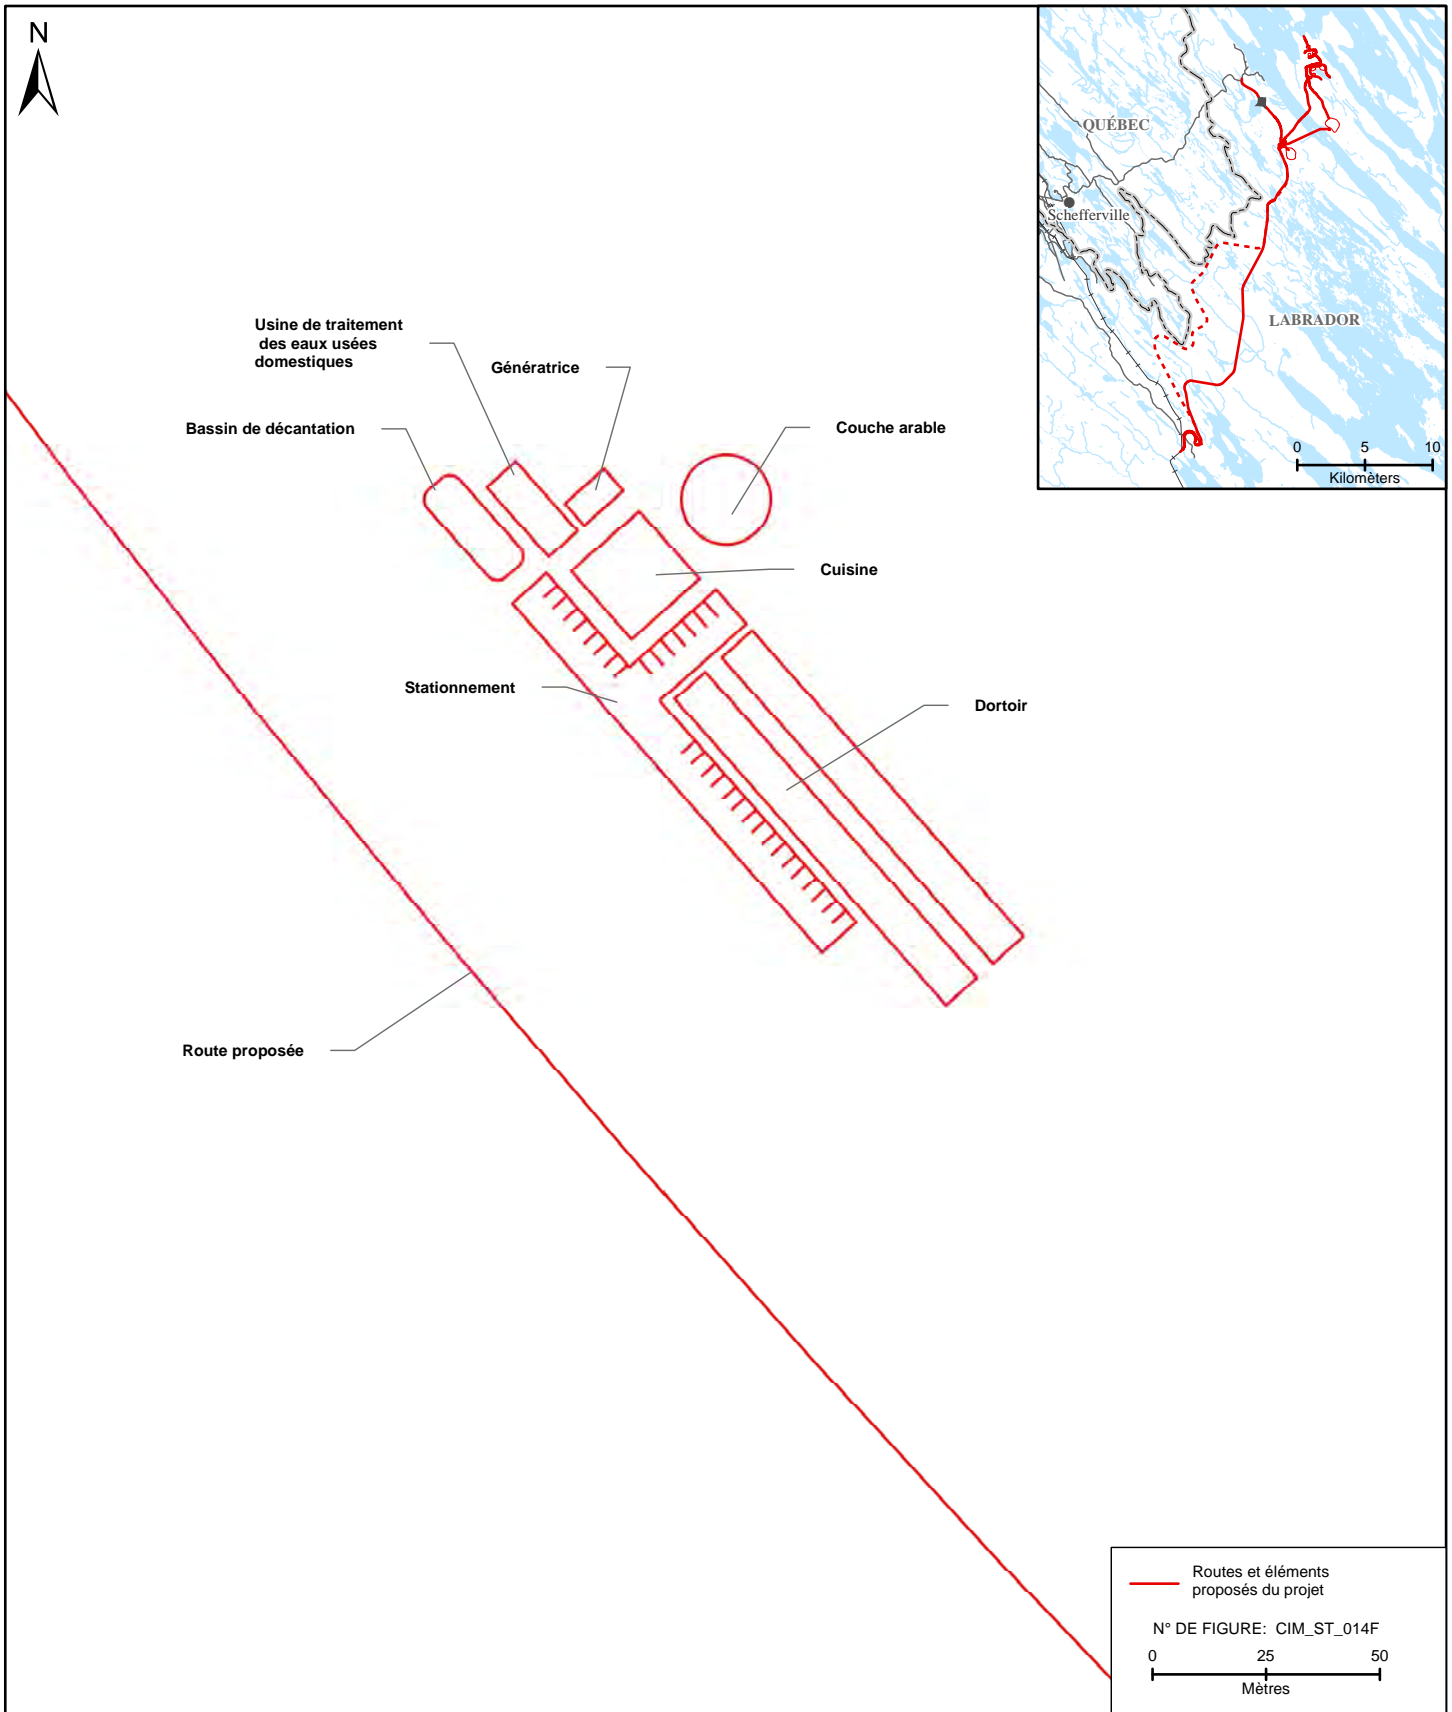 N
QUÉBEC
Schefferville
LABRADOR
0 5 10
Kilomèters
Usine de traitement
des eaux usées
domestiques
Génératrice
Bassin de décantation
Couche arable
Cuisine
Stationnement
Dortoir
Route proposée
Routes et éléments
proposés du projet
N° DE FIGURE: CIM_ST_014F
0 25 50
Mètres